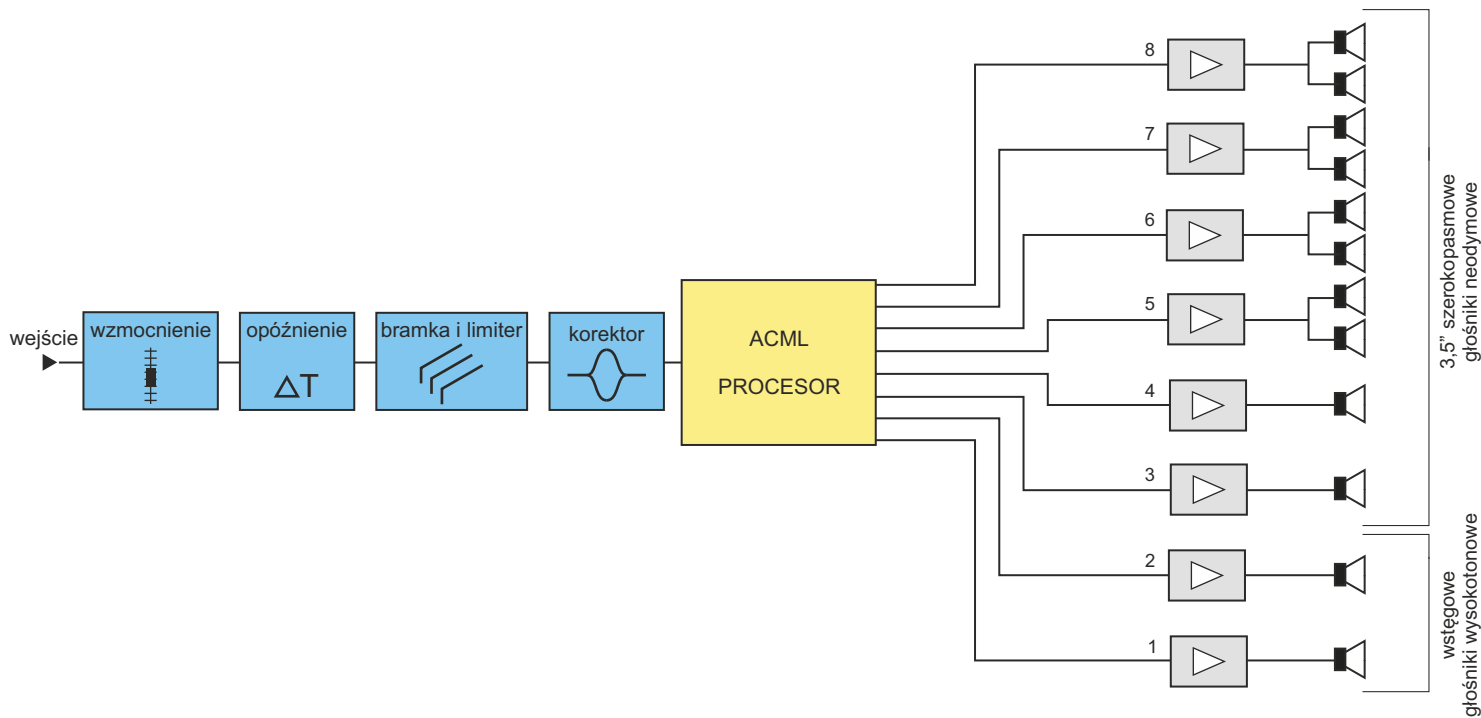 wejście
wzmocnienie
opóźnienie
ΔT
bramka i limiter
korektor
ACML
PROCESOR
8
7
6
5
4
3
2
1
3,5" szerokopasmowe
głośniki neodymowe
wstęgowe
głośniki wysokotonowe